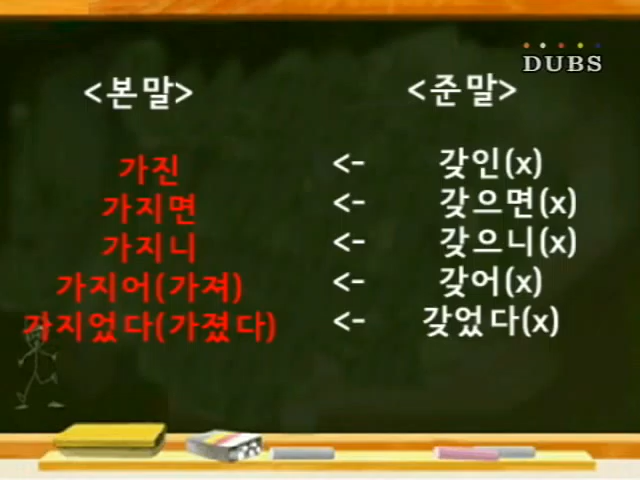 DUBS
<본말> <준말>
가진 <- 갖인(x)
가지면 <- 갖으면(x)
가지니 <- 갖으니(x)
가지어(가져) <- 갖어(x)
가지었다(가졌다) <- 갖었다(x)